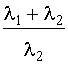 λ₁ + λ₂
λ₂